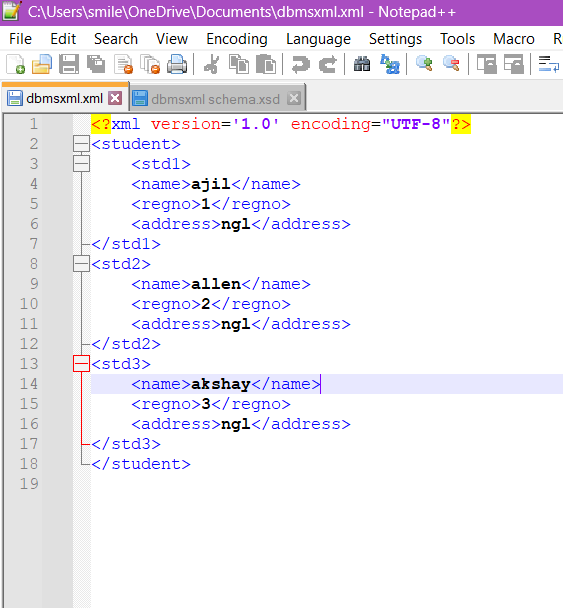 C:\Users\smile\OneDrive\Documents\dbmsxml.xml - Notepad++
File Edit Search View Encoding Language Settings Tools Macro R
dbmsxml.xml dbmsxml schema.xsd
1 <?xml version='1.0' encoding="UTF-8"?>
2 <student>
3 <std1>
4 <name>ajil</name>
5 <regno>1</regno>
6 <address>ngl</address>
7 </std1>
8 <std2>
9 <name>allen</name>
10 <regno>2</regno>
11 <address>ngl</address>
12 </std2>
13 <std3>
14 <name>akshay</name>
15 <regno>3</regno>
16 <address>ngl</address>
17 </std3>
18 </student>
19